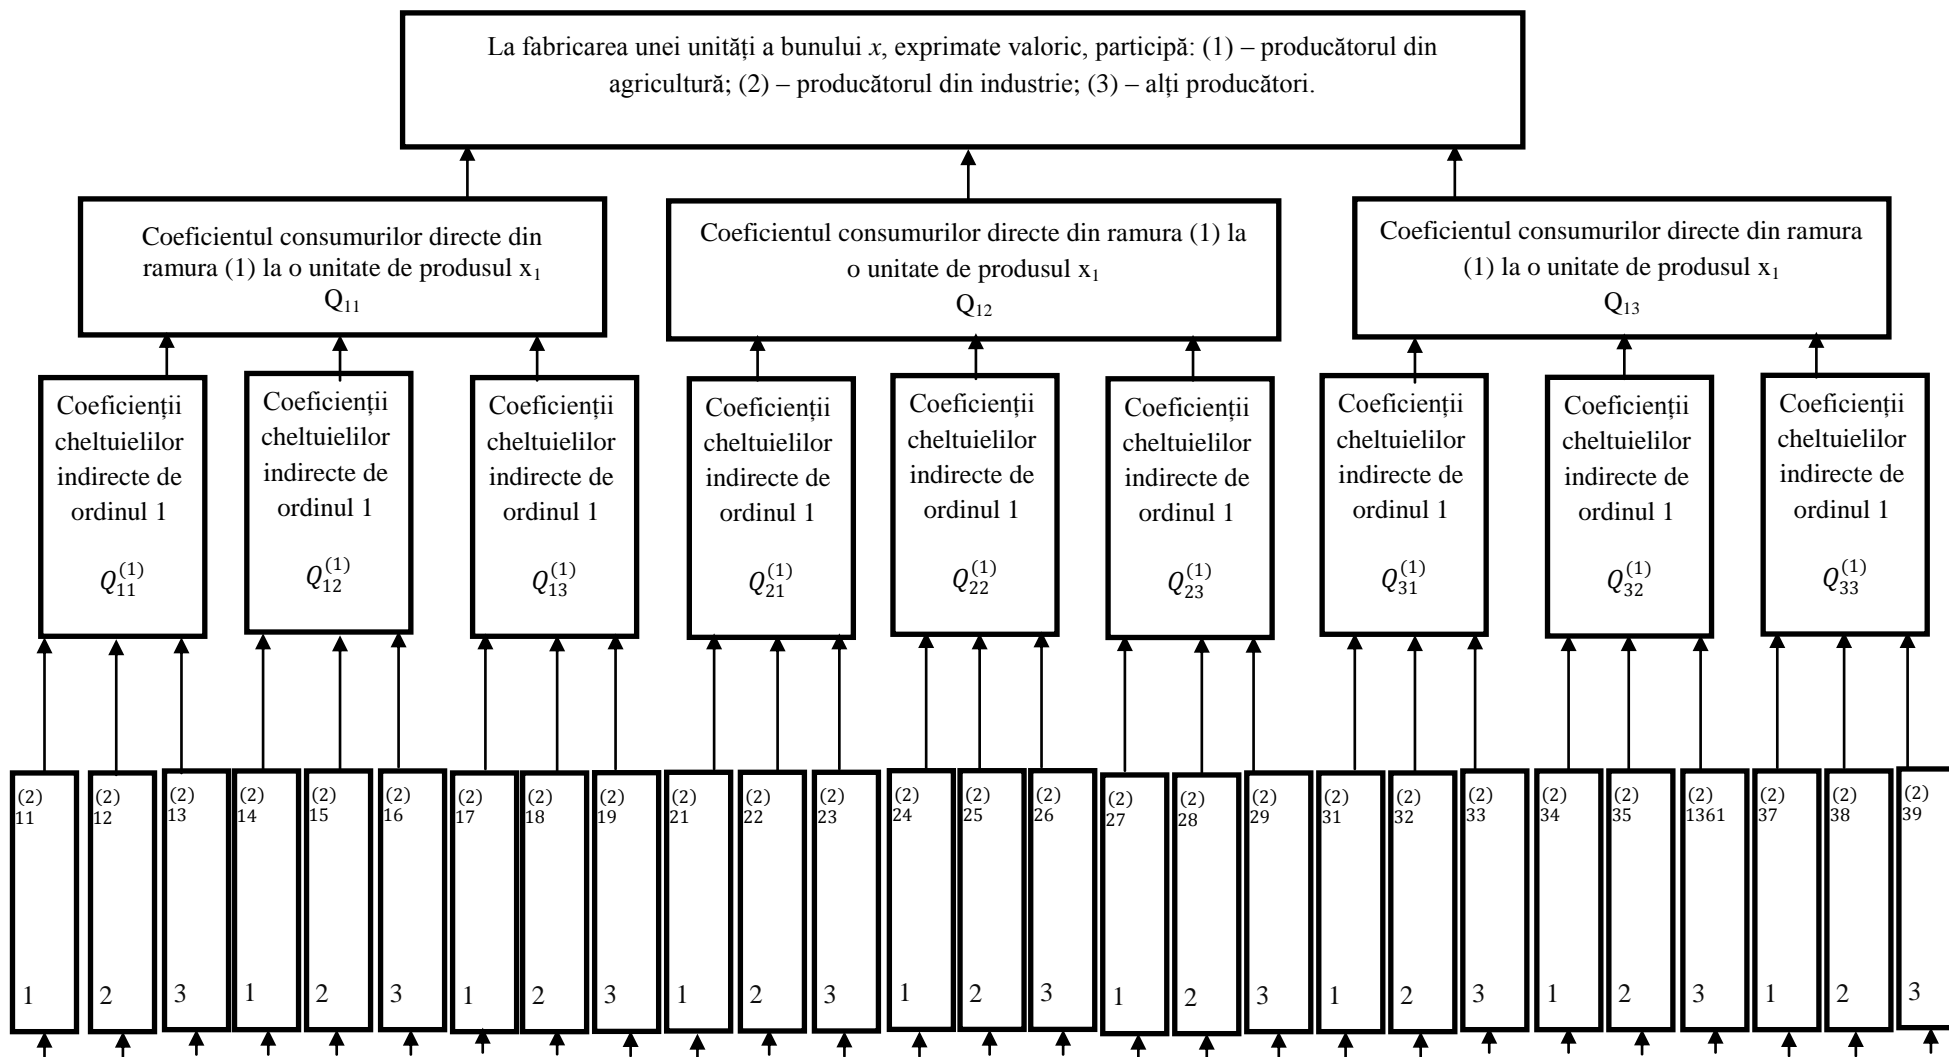 La fabricarea unei unități a bunului x, exprimate valoric, participă: (1) – producătorul din
agricultură; (2) – producătorul din industrie; (3) – alți producători.
Coeficientul consumurilor directe din
ramura (1) la o unitate de produsul x₁
Q₁₁
Coeficientul consumurilor directe din ramura (1) la
o unitate de produsul x₁
Q₁₂
Coeficientul consumurilor directe din ramura
(1) la o unitate de produsul x₁
Q₁₃
Coeficienții
cheltuielilor
indirecte de
ordinul 1
Q₁₁⁽¹⁾
Coeficienții
cheltuielilor
indirecte de
ordinul 1
Q₁₂⁽¹⁾
Coeficienții
cheltuielilor
indirecte de
ordinul 1
Q₁₃⁽¹⁾
Coeficienții
cheltuielilor
indirecte de
ordinul 1
Q₂₁⁽¹⁾
Coeficienții
cheltuielilor
indirecte de
ordinul 1
Q₂₂⁽¹⁾
Coeficienții
cheltuielilor
indirecte de
ordinul 1
Q₂₃⁽¹⁾
Coeficienții
cheltuielilor
indirecte de
ordinul 1
Q₃₁⁽¹⁾
Coeficienții
cheltuielilor
indirecte de
ordinul 1
Q₃₂⁽¹⁾
Coeficienții
cheltuielilor
indirecte de
ordinul 1
Q₃₃⁽¹⁾
(2)
11
1
(2)
12
2
(2)
13
3
(2)
14
1
(2)
15
2
(2)
16
3
(2)
17
1
(2)
18
2
(2)
19
3
(2)
21
1
(2)
22
2
(2)
23
3
(2)
24
1
(2)
25
2
(2)
26
3
(2)
27
1
(2)
28
2
(2)
29
3
(2)
31
1
(2)
32
2
(2)
33
3
(2)
34
1
(2)
35
2
(2)
1361
3
(2)
37
1
(2)
38
2
(2)
39
3